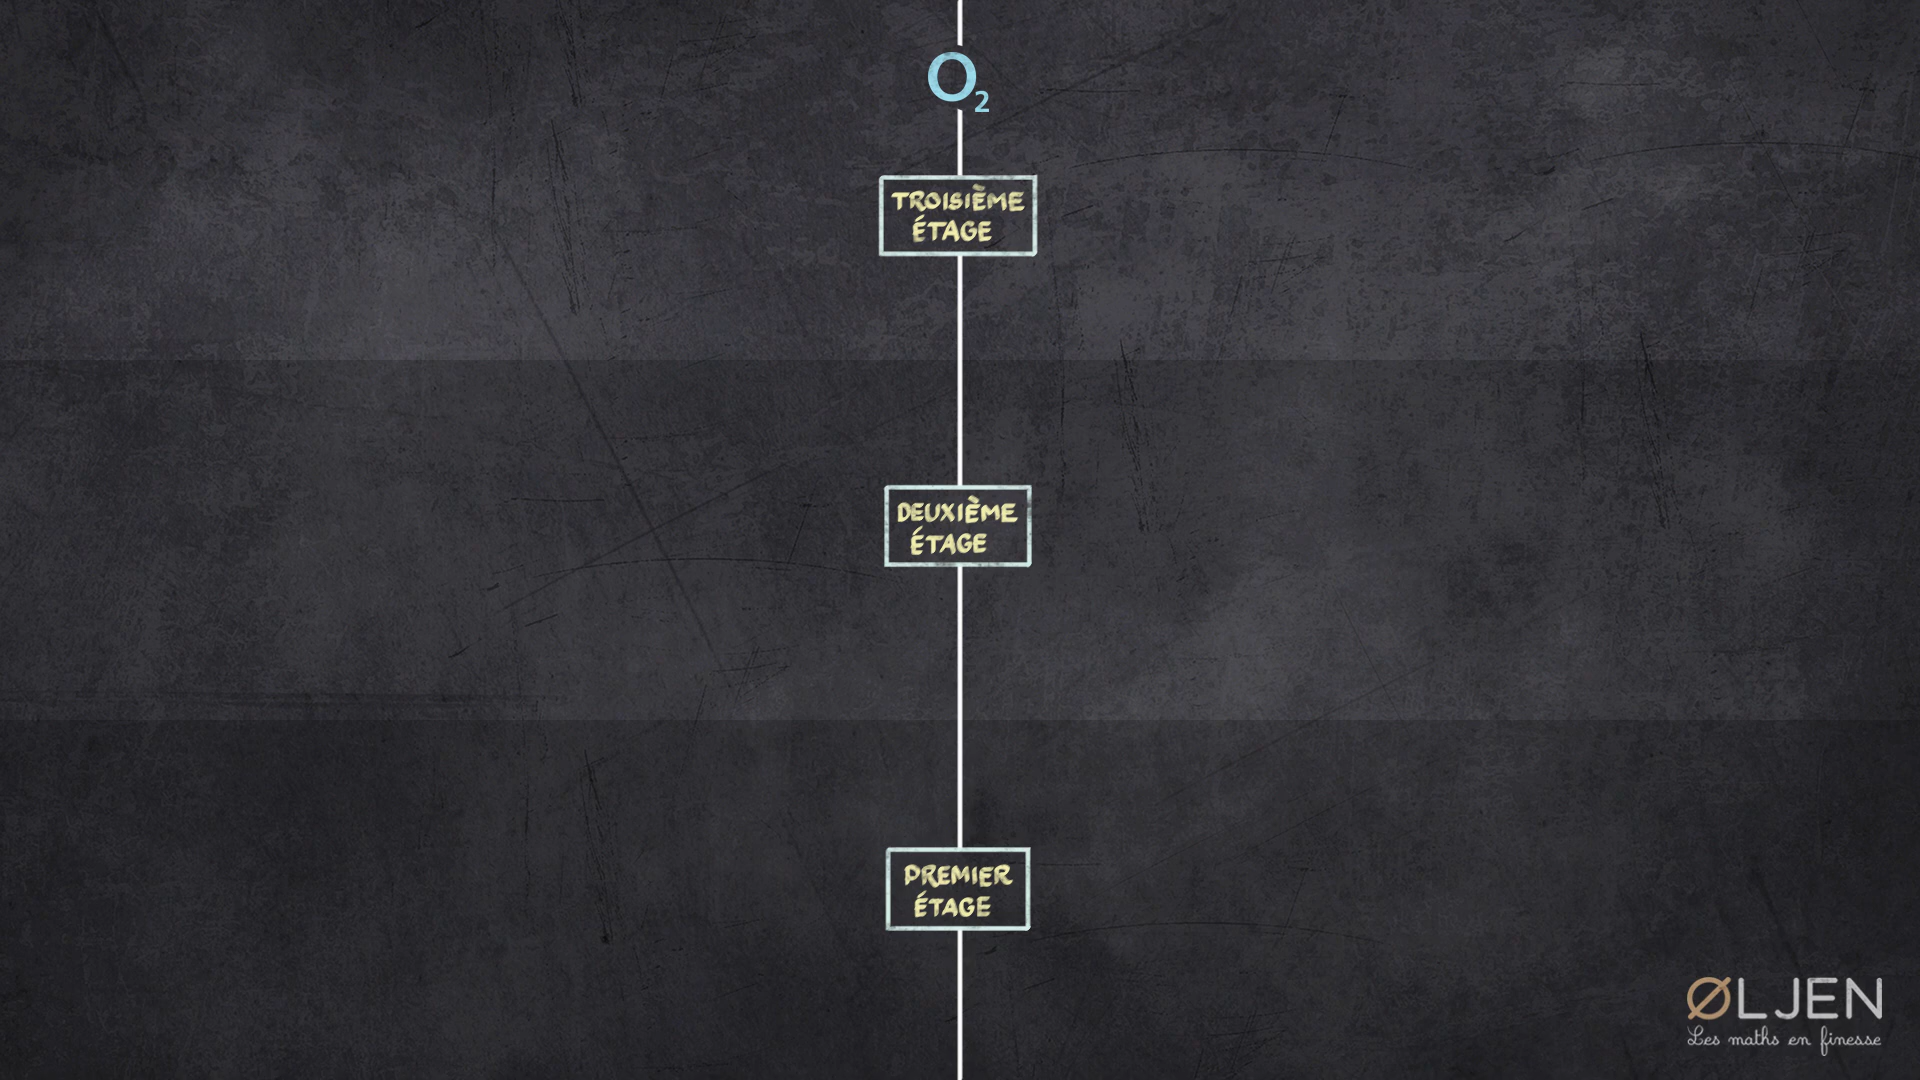 O₂
TROISIÈME
ÉTAGE
DEUXIÈME
ÉTAGE
PREMIER
ÉTAGE
ØLJEN
Les maths en finesse